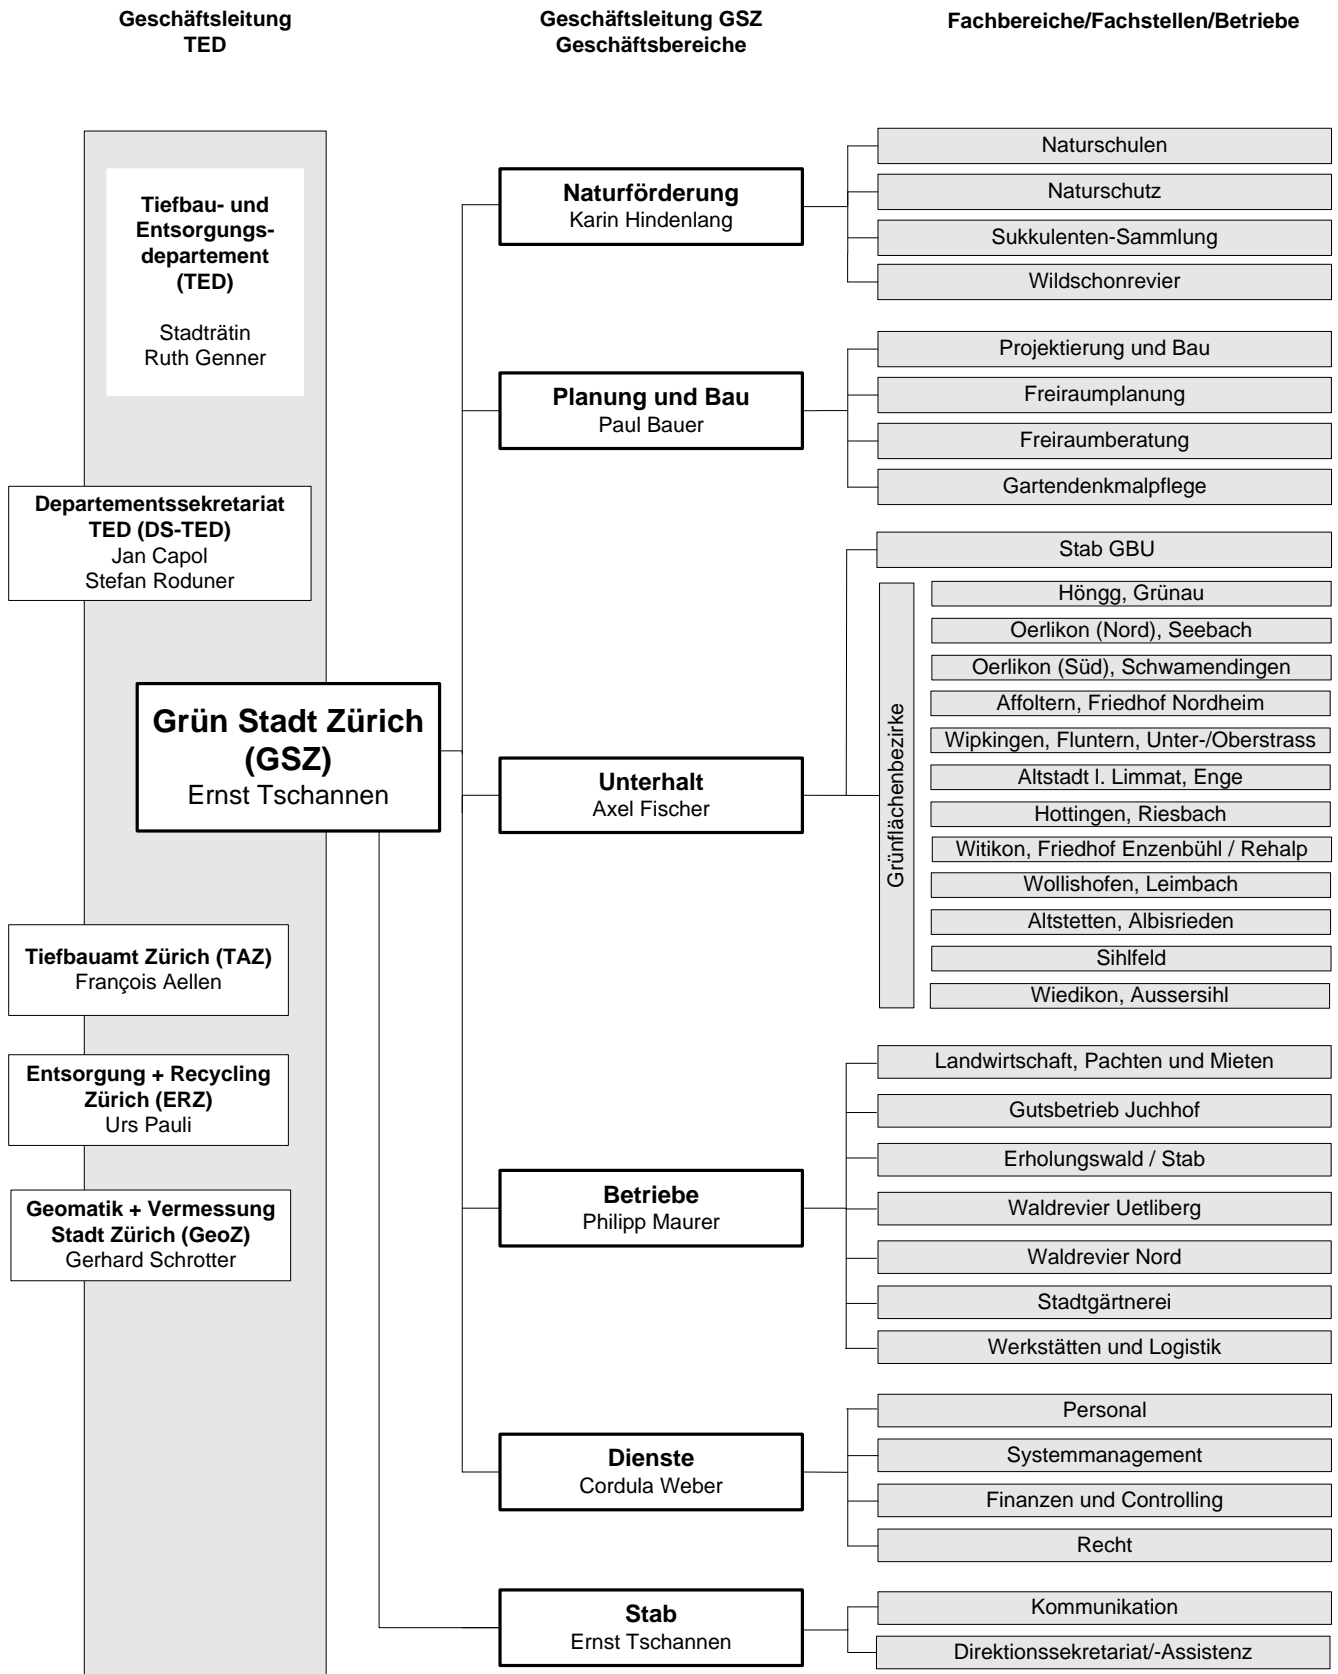 Geschäftsleitung
TED
Geschäftsleitung GSZ
Geschäftsbereiche
Fachbereiche/Fachstellen/Betriebe
Tiefbau- und
Entsorgungs-
departement
(TED)
Stadträtin
Ruth Genner
Departementssekretariat
TED (DS-TED)
Jan Capol
Stefan Roduner
Grün Stadt Zürich
(GSZ)
Ernst Tschannen
Tiefbauamt Zürich (TAZ)
François Aellen
Entsorgung + Recycling
Zürich (ERZ)
Urs Pauli
Geomatik + Vermessung
Stadt Zürich (GeoZ)
Gerhard Schrotter
Naturförderung
Karin Hindenlang
Naturschulen
Naturschutz
Sukkulenten-Sammlung
Wildschonrevier
Planung und Bau
Paul Bauer
Projektierung und Bau
Freiraumplanung
Freiraumberatung
Gartendenkmalpflege
Unterhalt
Axel Fischer
Stab GBU
Grünflächenbezirke
Höngg, Grünau
Oerlikon (Nord), Seebach
Oerlikon (Süd), Schwamendingen
Affoltern, Friedhof Nordheim
Wipkingen, Fluntern, Unter-/Oberstrass
Altstadt l. Limmat, Enge
Hottingen, Riesbach
Witikon, Friedhof Enzenbühl / Rehalp
Wollishofen, Leimbach
Altstetten, Albisrieden
Sihlfeld
Wiedikon, Aussersihl
Betriebe
Philipp Maurer
Landwirtschaft, Pachten und Mieten
Gutsbetrieb Juchhof
Erholungswald / Stab
Waldrevier Uetliberg
Waldrevier Nord
Stadtgärtnerei
Werkstätten und Logistik
Dienste
Cordula Weber
Personal
Systemmanagement
Finanzen und Controlling
Recht
Stab
Ernst Tschannen
Kommunikation
Direktionssekretariat/-Assistenz